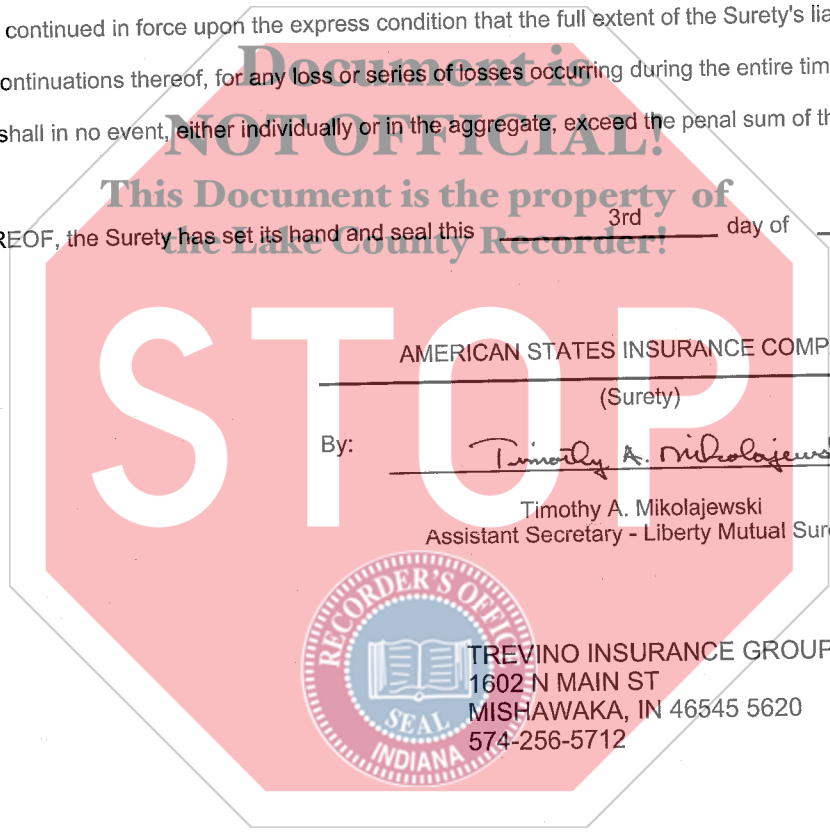 continued in force upon the express condition that the full extent of the Surety's lia
Document is
ontinuations thereof, for any loss or series of losses occurring during the entire tim
NOT OFFICIAL!
shall in no event, either individually or in the aggregate, exceed the penal sum of th
This Document is the property of
the Lake County Recorder!
REOF, the Surety has set its hand and seal this 3rd day of
STOP
AMERICAN STATES INSURANCE COMP
(Surety)
By: Timothy A. Mikolajews
Timothy A. Mikolajewski
Assistant Secretary - Liberty Mutual Sure
RECORDER'S OFFICE
SEAL
INDIANA
TREVINO INSURANCE GROUP
1602 N MAIN ST
MISHAWAKA, IN 46545 5620
574-256-5712